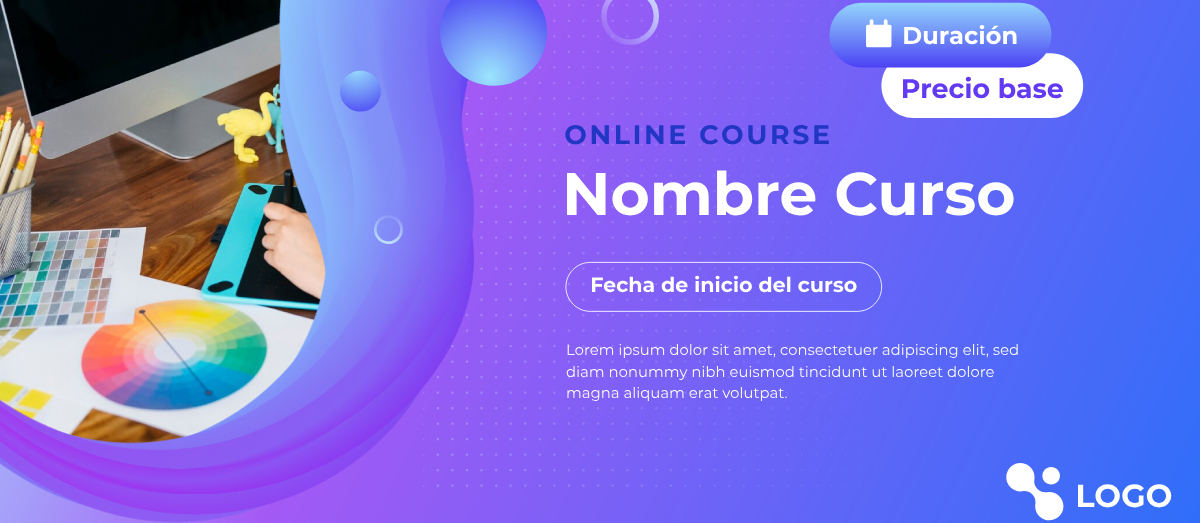 Duración
Precio base
ONLINE COURSE
Nombre Curso
Fecha de inicio del curso
Lorem ipsum dolor sit amet, consectetuer adipiscing elit, sed
diam nonummy nibh euismod tincidunt ut laoreet dolore
magna aliquam erat volutpat.
LOGO